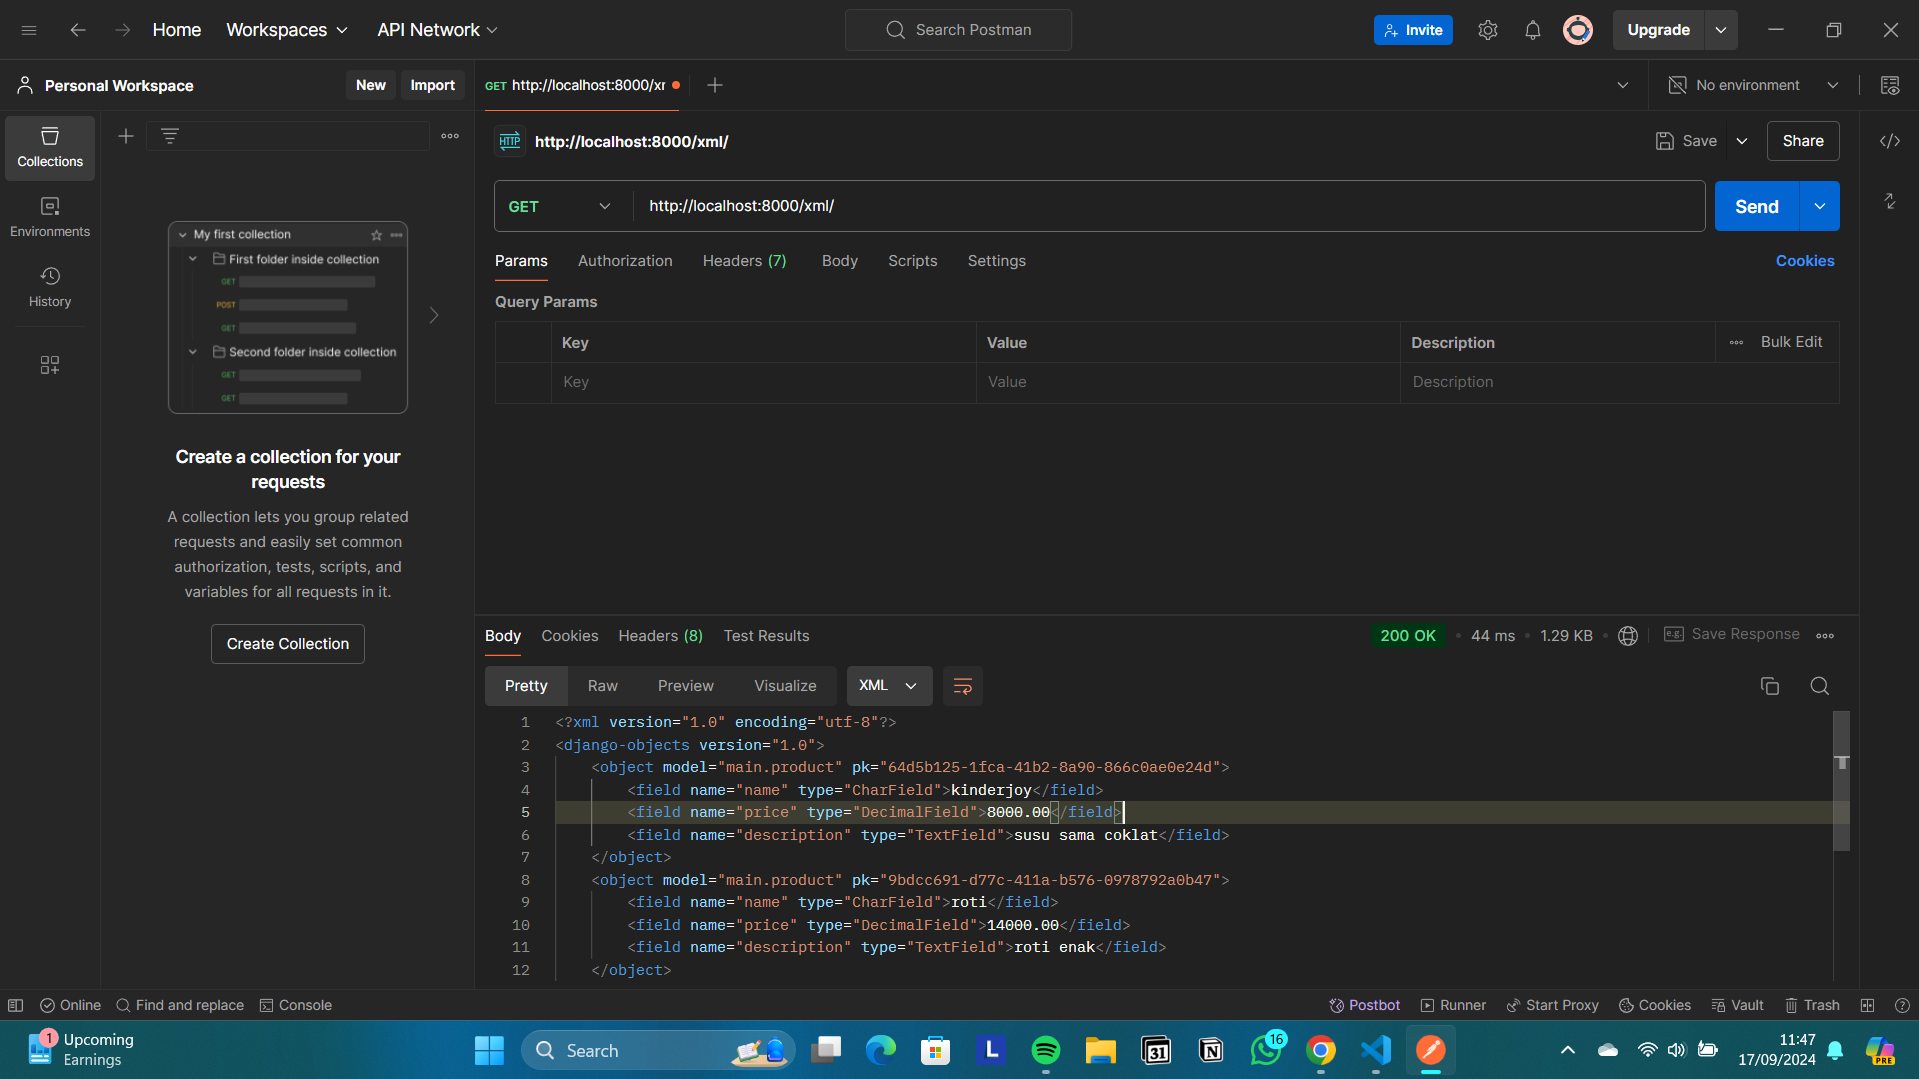 Home
Workspaces
API Network
Search Postman
Invite
Upgrade
Personal Workspace
New
Import
GET http://localhost:8000/xr
No environment
Collections
Environments
History
http://localhost:8000/xml/
Save
Share
HTTP
GET
http://localhost:8000/xml/
Send
Params
Authorization
Headers (7)
Body
Scripts
Settings
Cookies
Query Params
Key
Value
Description
Bulk Edit
Key
Value
Description
My first collection
First folder inside collection
GET
POST
GET
Second folder inside collection
GET
GET
Create a collection for your
requests
A collection lets you group related
requests and easily set common
authorization, tests, scripts, and
variables for all requests in it.
Create Collection
Body
Cookies
Headers (8)
Test Results
200 OK
44 ms
1.29 KB
e.g.
Save Response
Pretty
Raw
Preview
Visualize
XML
1 <?xml version="1.0" encoding="utf-8"?>
2 <django-objects version="1.0">
3 <object model="main.product" pk="64d5b125-1fca-41b2-8a90-866c0ae0e24d">
4 <field name="name" type="CharField">kinderjoy</field>
5 <field name="price" type="DecimalField">8000.00</field>
6 <field name="description" type="TextField">susu sama coklat</field>
7 </object>
8 <object model="main.product" pk="9bdcc691-d77c-411a-b576-0978792a0b47">
9 <field name="name" type="CharField">roti</field>
10 <field name="price" type="DecimalField">14000.00</field>
11 <field name="description" type="TextField">roti enak</field>
12 </object>
Online
Find and replace
Console
Postbot
Runner
Start Proxy
Cookies
Vault
Trash
1
Upcoming
Earnings
Search
L
31
N
16
11:47
17/09/2024
PRE